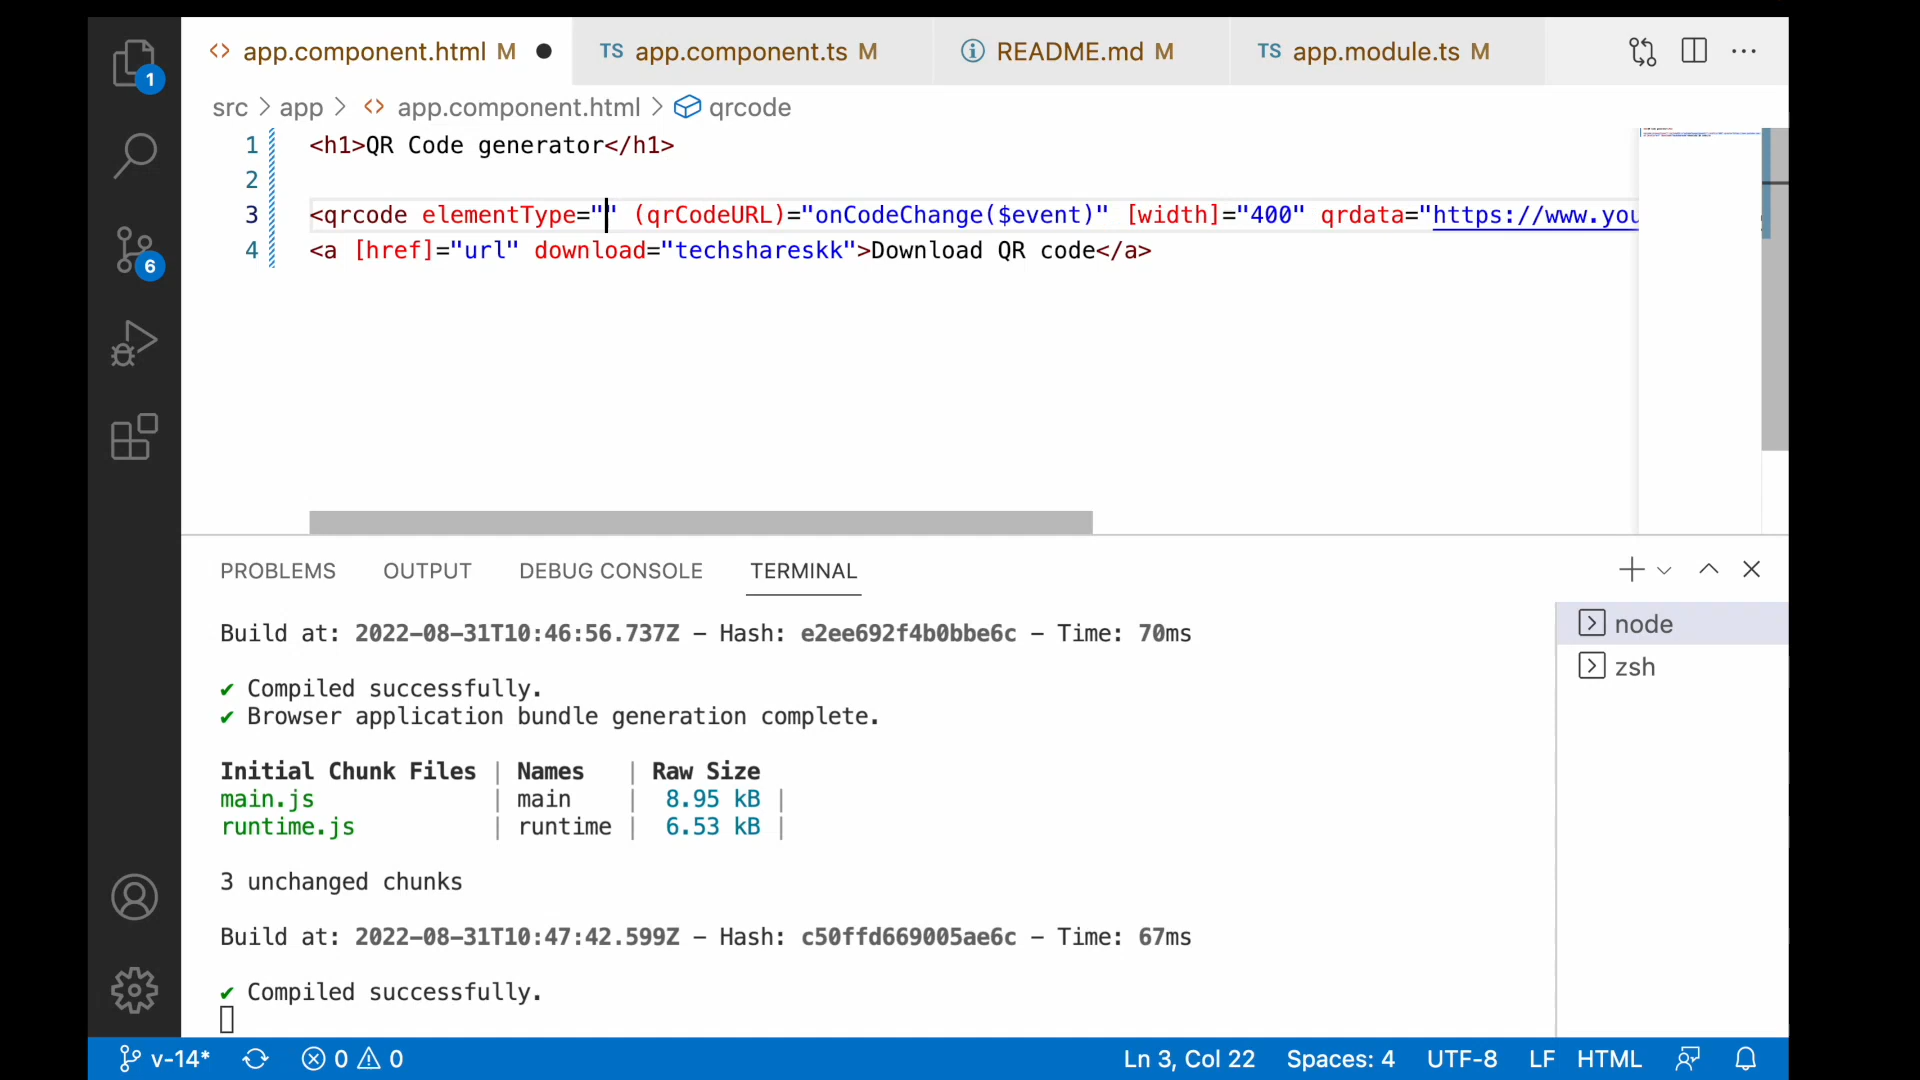 app.component.html M
TS app.component.ts M
README.md M
TS app.module.ts M
1
6
src > app > app.component.html > qrcode
1 <h1>QR Code generator</h1>
2
3 <qrcode elementType="" (qrCodeURL)="onCodeChange($event)" [width]="400" qrdata="https://www.you
4 <a [href]="url" download="techshareskk">Download QR code</a>
PROBLEMS OUTPUT DEBUG CONSOLE TERMINAL
Build at: 2022-08-31T10:46:56.737Z - Hash: e2ee692f4b0bbe6c - Time: 70ms
✔ Compiled successfully.
✔ Browser application bundle generation complete.
Initial Chunk Files | Names | Raw Size
main.js | main | 8.95 kB |
runtime.js | runtime | 6.53 kB |
3 unchanged chunks
Build at: 2022-08-31T10:47:42.599Z - Hash: c50ffd669005ae6c - Time: 67ms
✔ Compiled successfully.
node
zsh
v-14* 0 0 Ln 3, Col 22 Spaces: 4 UTF-8 LF HTML